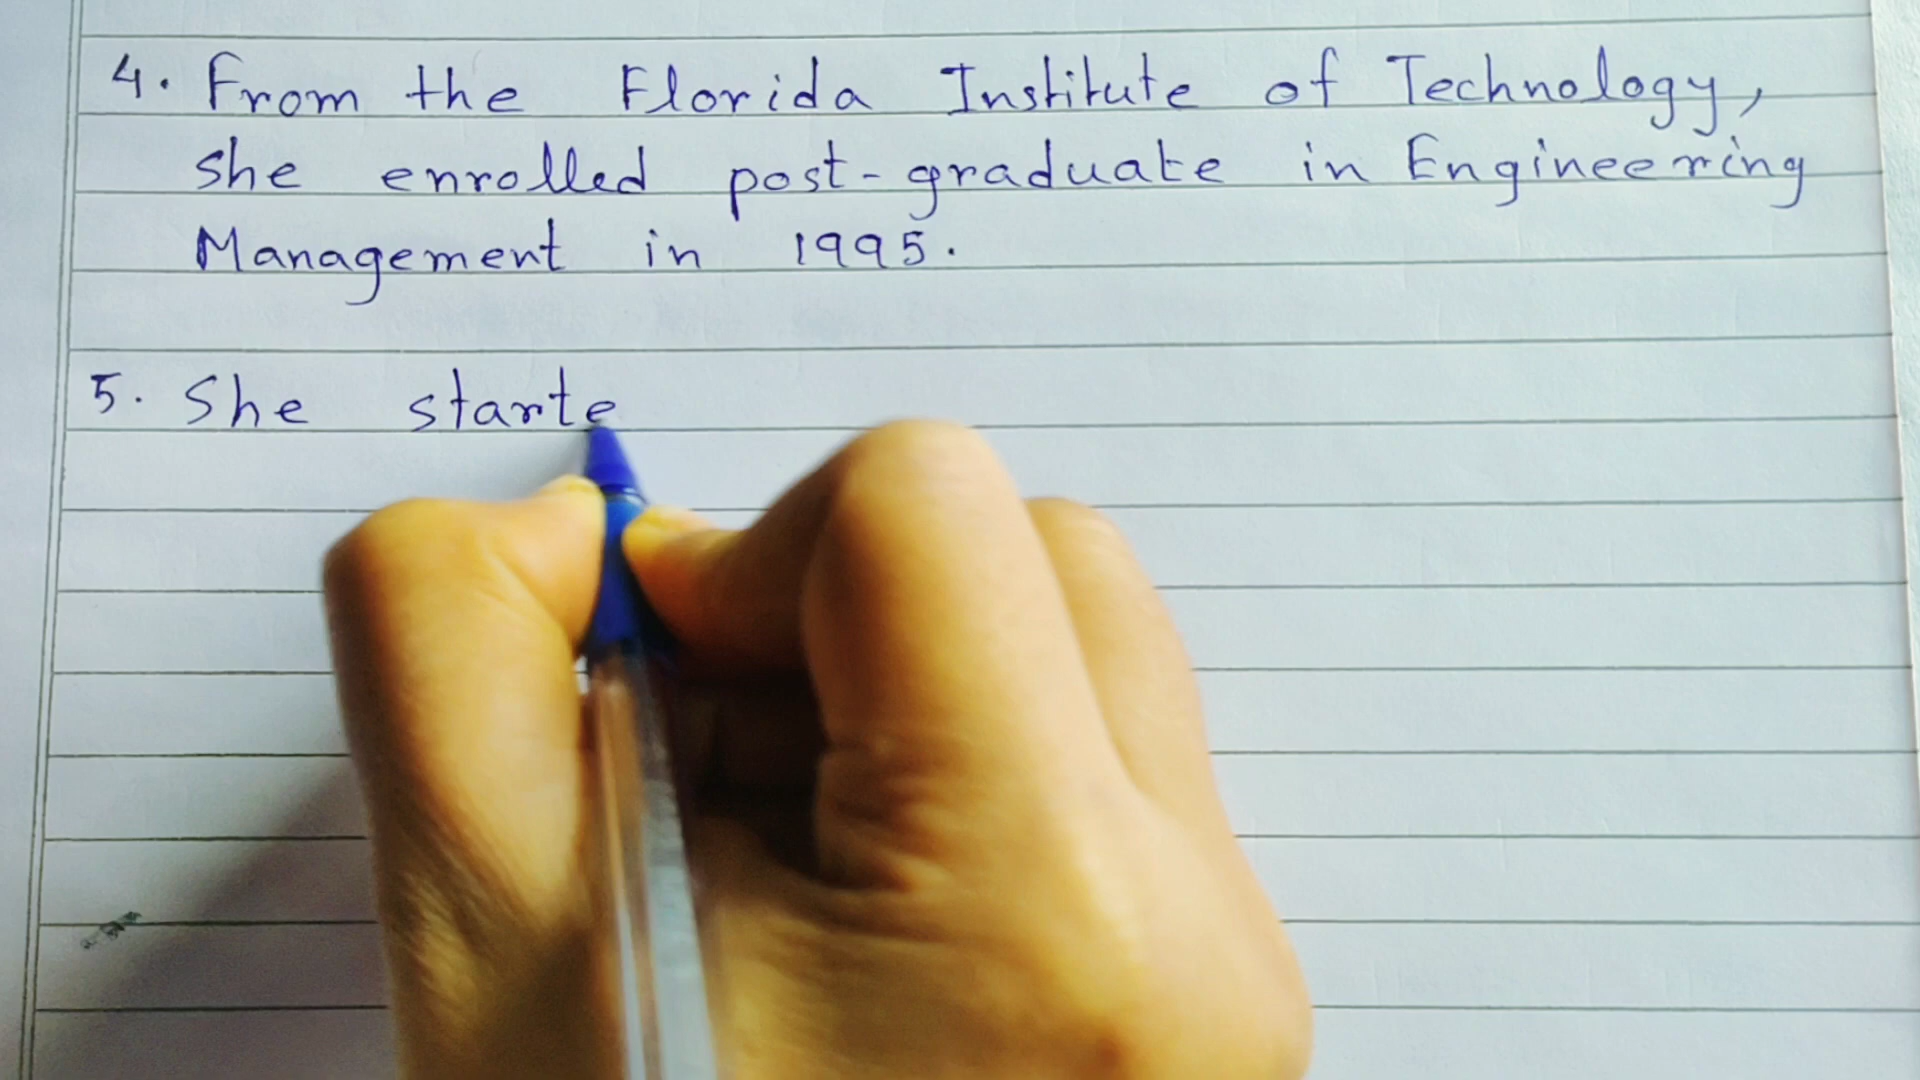 4. From the Florida Institute of Technology,
she enrolled post-graduate in Engineering
Management in 1995.
5. She starte